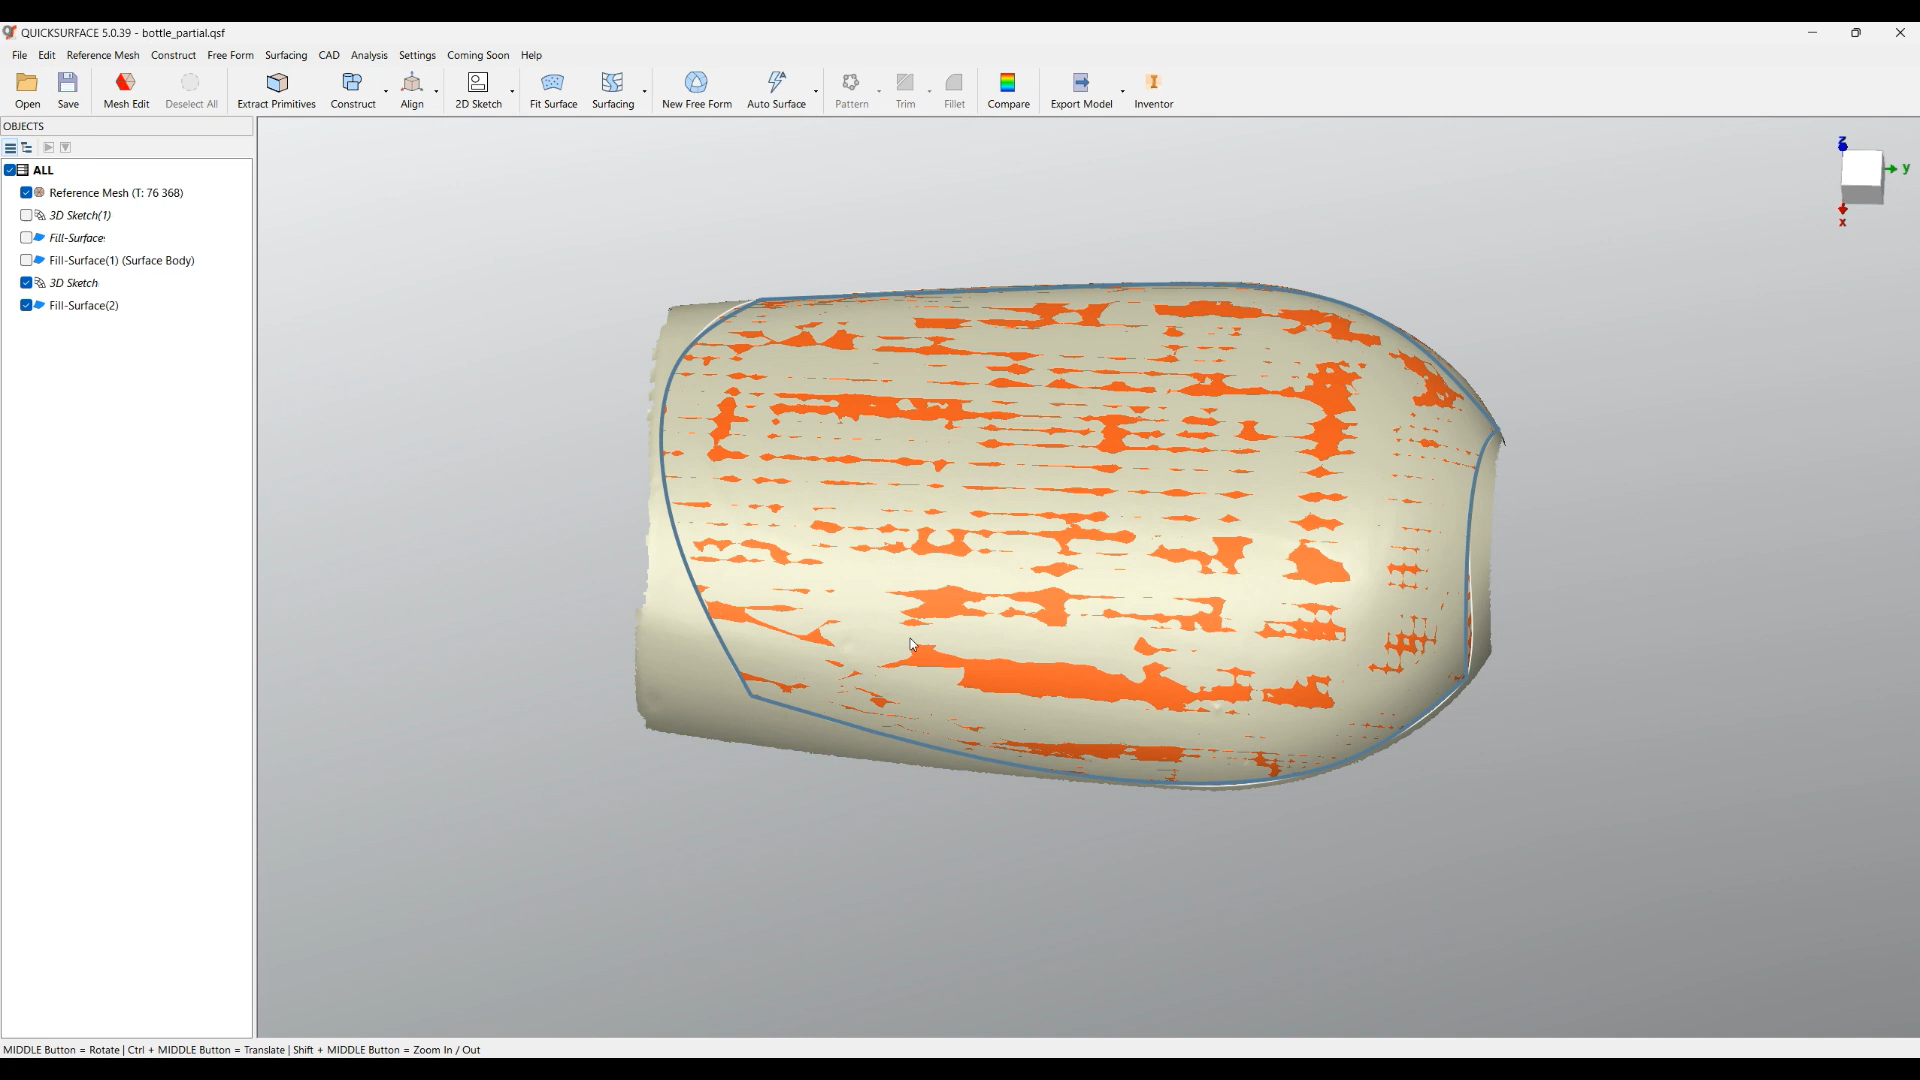 QUICKSURFACE 5.0.39 - bottle_partial.qsf
File Edit Reference Mesh Construct Free Form Surfacing CAD Analysis Settings Coming Soon Help
Open Save Mesh Edit Deselect All Extract Primitives Construct Align 2D Sketch Fit Surface Surfacing New Free Form Auto Surface Pattern Trim Fillet Compare Export Model Inventor
OBJECTS
ALL
Reference Mesh (T: 76 368)
3D Sketch(1)
Fill-Surface
Fill-Surface(1) (Surface Body)
3D Sketch
Fill-Surface(2)
z
y
x
MIDDLE Button = Rotate | Ctrl + MIDDLE Button = Translate | Shift + MIDDLE Button = Zoom In / Out